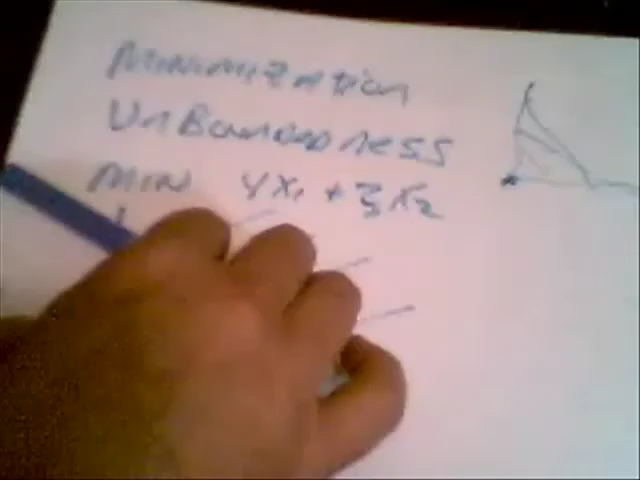 MINIMIZATION
UNBOUNDEDNESS
MIN 4X₁ + 3X₂